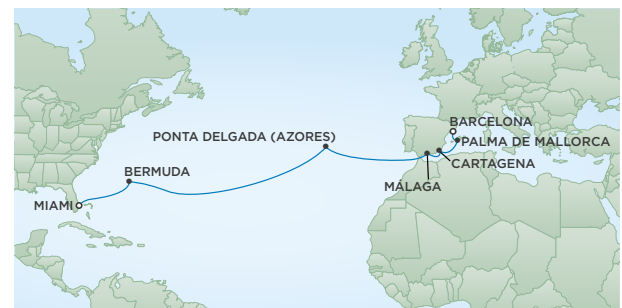 BARCELONA
PONTA DELGADA (AZORES)
PALMA DE MALLORCA
CARTAGENA
BERMUDA
MÁLAGA
MIAMI